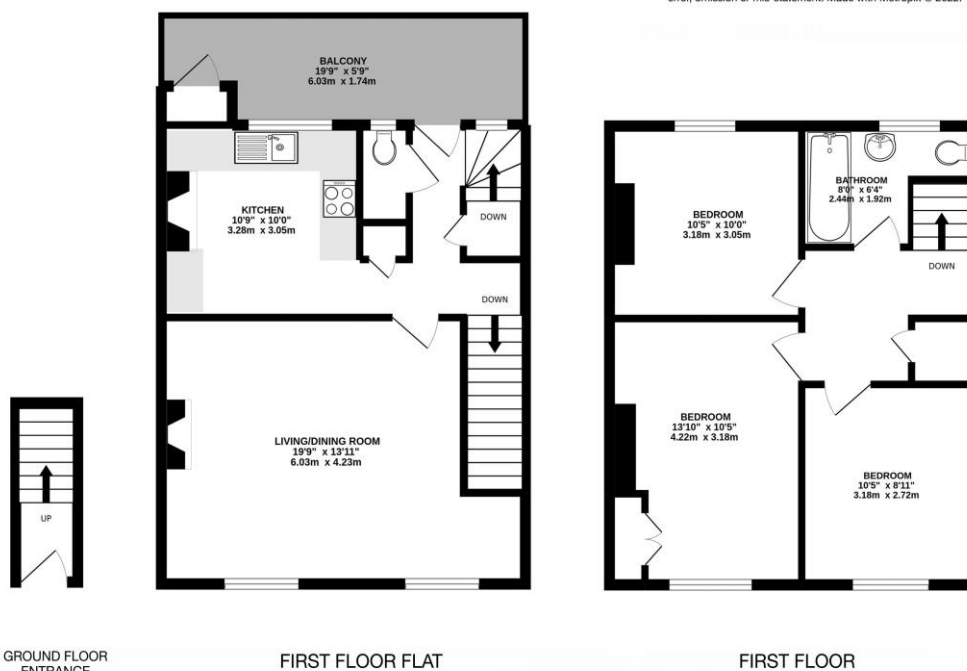 BALCONY
19'9" x 5'9"
6.03m x 1.74m
KITCHEN
10'9" x 10'0"
3.28m x 3.05m
DOWN
DOWN
LIVING/DINING ROOM
19'9" x 13'11"
6.03m x 4.23m
UP
GROUND FLOOR
ENTRANCE
FIRST FLOOR FLAT
BATHROOM
8'0" x 6'4"
2.44m x 1.92m
BEDROOM
10'5" x 10'0"
3.18m x 3.05m
DOWN
BEDROOM
13'10" x 10'5"
4.22m x 3.18m
BEDROOM
10'5" x 8'11"
3.18m x 2.72m
FIRST FLOOR